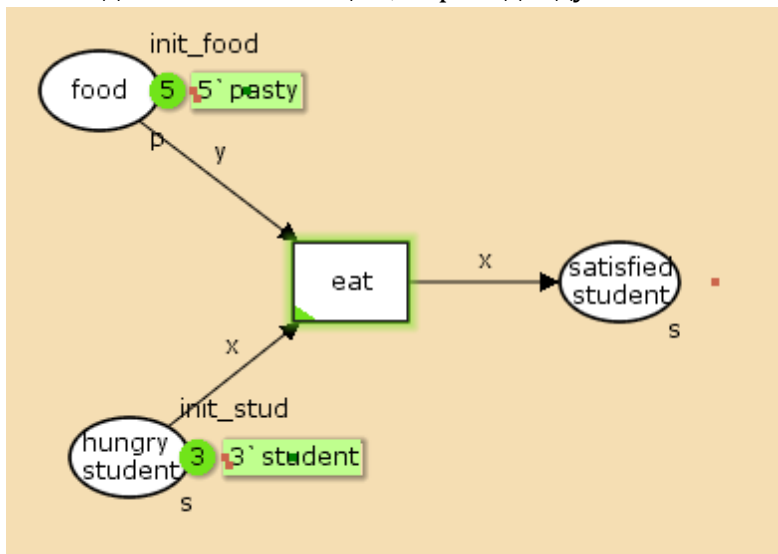 init_food
food
5
5`pasty
p
y
eat
x
satisfied
student
s
x
init_stud
hungry
student
3
3`student
s